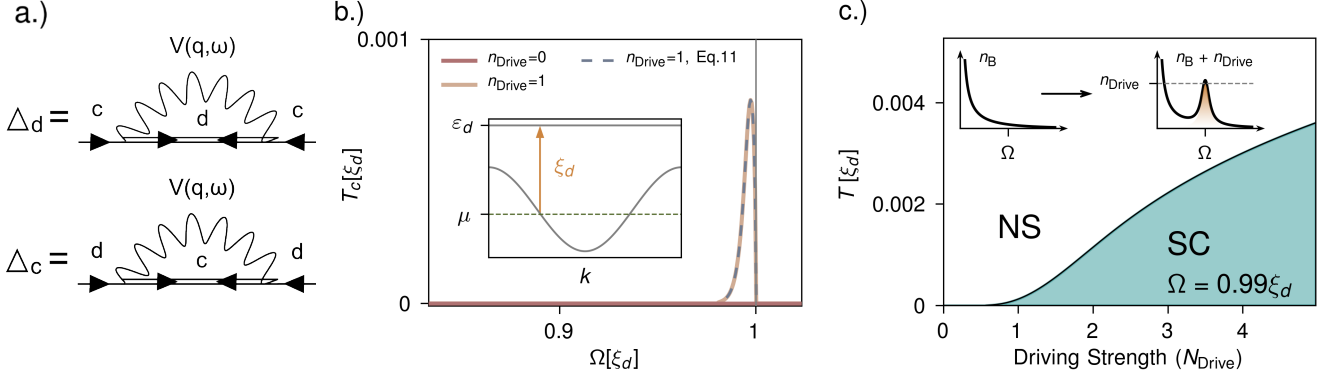 a.)
V(q,ω)
Δd =
c
d
c
V(q,ω)
Δc =
d
c
d
b.)
0.001
nDrive=0
nDrive=1, Eq.11
nDrive=1
Tc[ξd]
εd
ξd
μ
k
0
0.9
1
Ω[ξd]
c.)
nB
nB + nDrive
nDrive
Ω
Ω
0.004
T [ξd]
0.002
NS
SC
Ω = 0.99ξd
0
0
1
2
3
4
Driving Strength (NDrive)